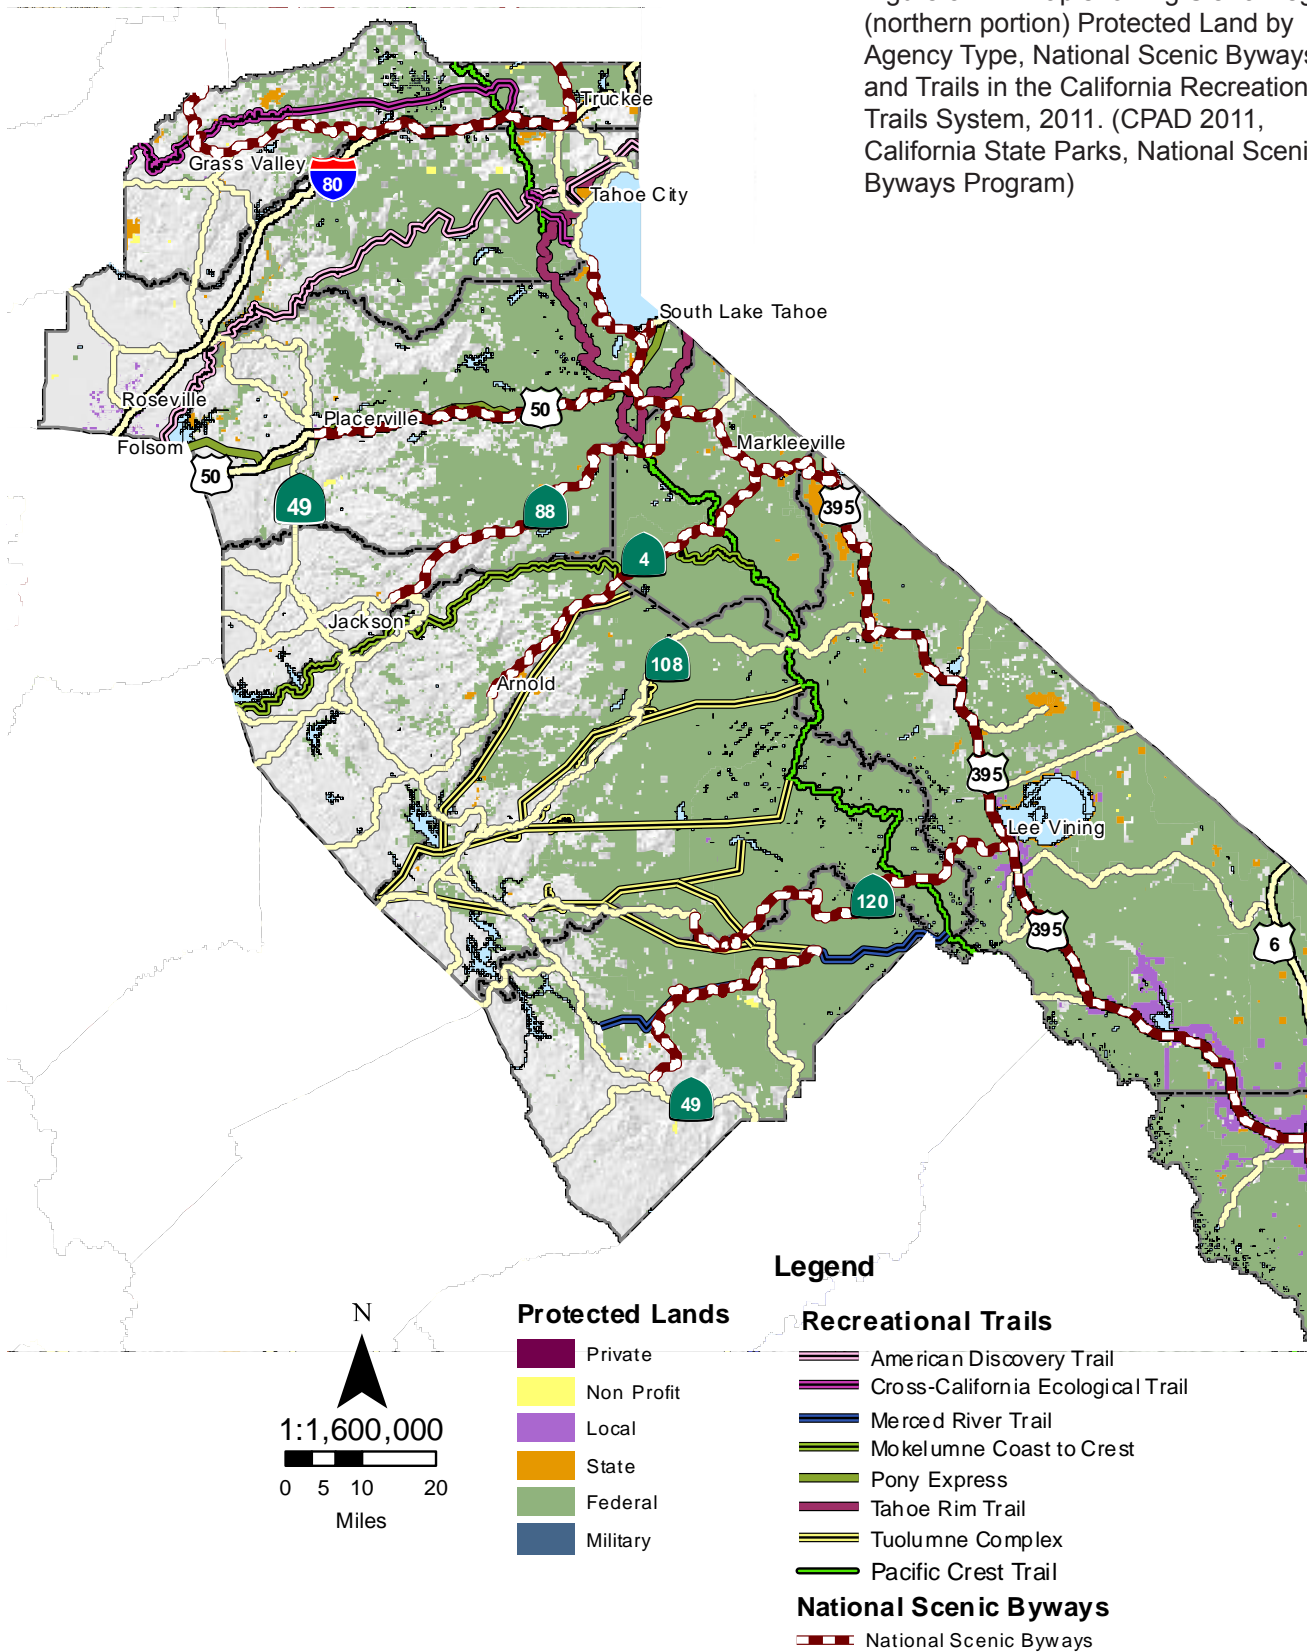 (northern portion) Protected Land by
Agency Type, National Scenic Byways
and Trails in the California Recreation
Trails System, 2011. (CPAD 2011,
California State Parks, National Sceni
Byways Program)
Truckee
Grass Valley
80
Tahoe City
South Lake Tahoe
Roseville
Placerville
50
Folsom
50
Markleeville
49
88
395
4
Jackson
108
Arnold
395
Lee Vining
120
395
6
49
Legend
N
1:1,600,000
0 5 10 20
Miles
Protected Lands
Private
Non Profit
Local
State
Federal
Military
Recreational Trails
American Discovery Trail
Cross-California Ecological Trail
Merced River Trail
Mokelumne Coast to Crest
Pony Express
Tahoe Rim Trail
Tuolumne Complex
Pacific Crest Trail
National Scenic Byways
National Scenic Byways